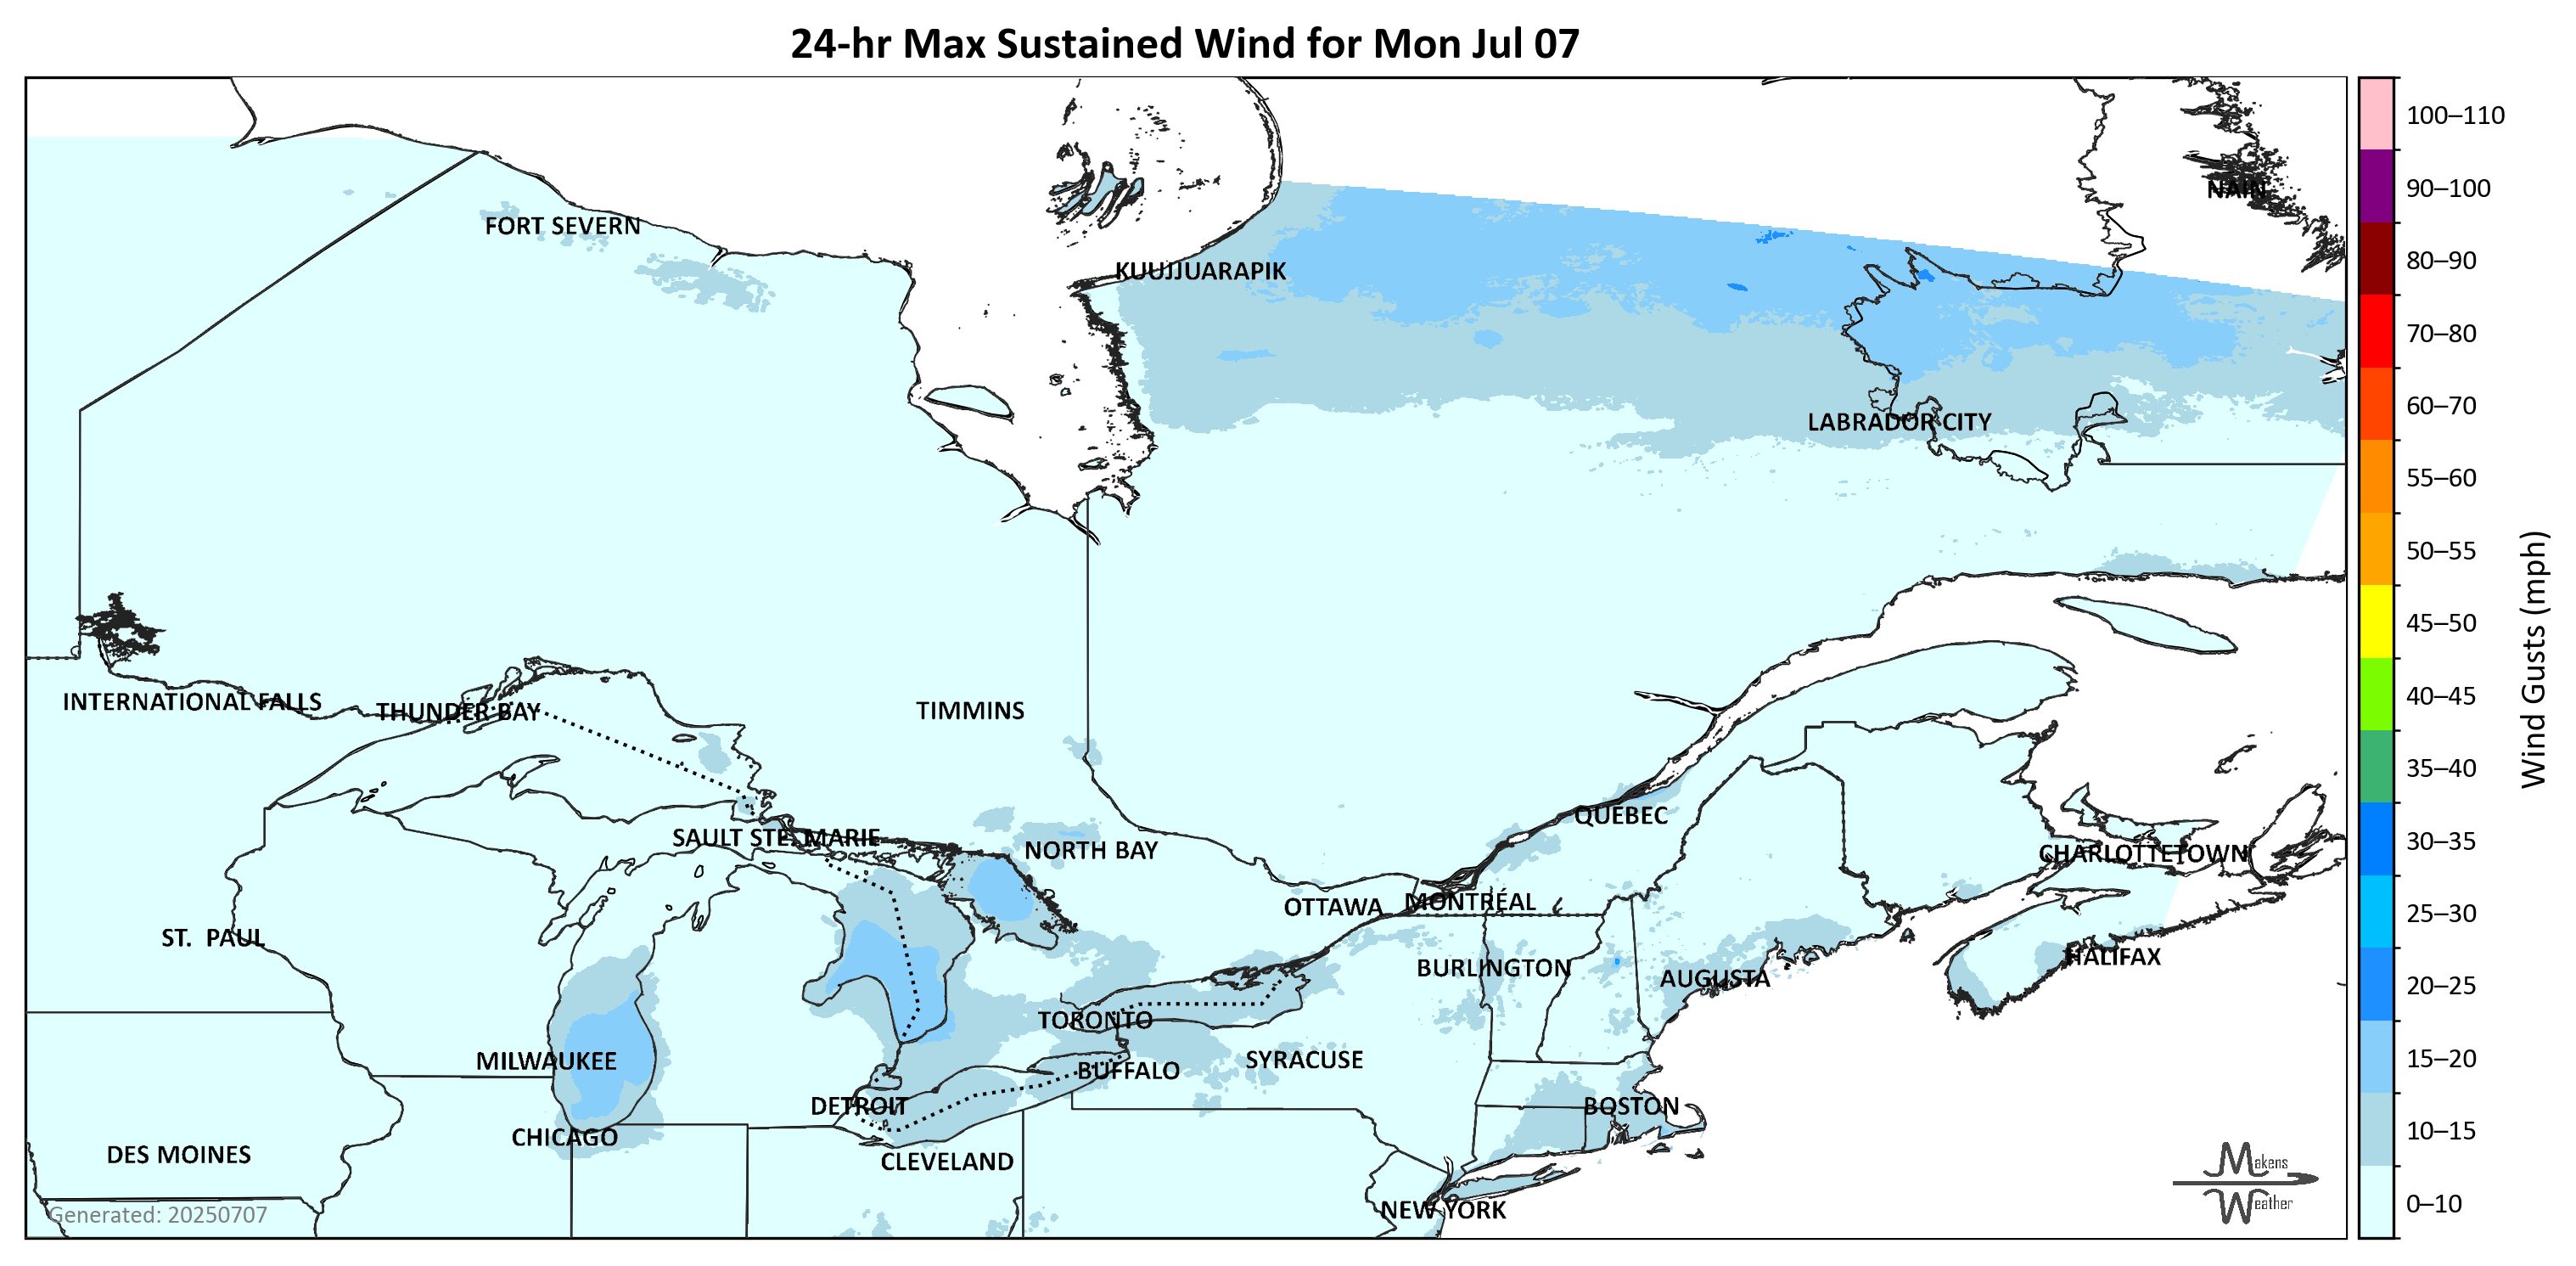 24-hr Max Sustained Wind for Mon Jul 07
100–110
90–100
NAIN
FORT SEVERN
80–90
KUUJJUARAPIK
70–80
60–70
LABRADOR CITY
55–60
50–55
45–50
Wind Gusts (mph)
INTERNATIONAL FALLS
THUNDER BAY
TIMMINS
40–45
35–40
QUÉBEC
SAULT STE. MARIE
NORTH BAY
CHARLOTTETOWN
30–35
OTTAWA
MONTRÉAL
25–30
ST. PAUL
HALIFAX
BURLINGTON
AUGUSTA
20–25
TORONTO
MILWAUKEE
SYRACUSE
BUFFALO
15–20
DETROIT
BOSTON
CHICAGO
10–15
DES MOINES
CLEVELAND
Makens
Weather
NEW YORK
0–10
Generated: 20250707